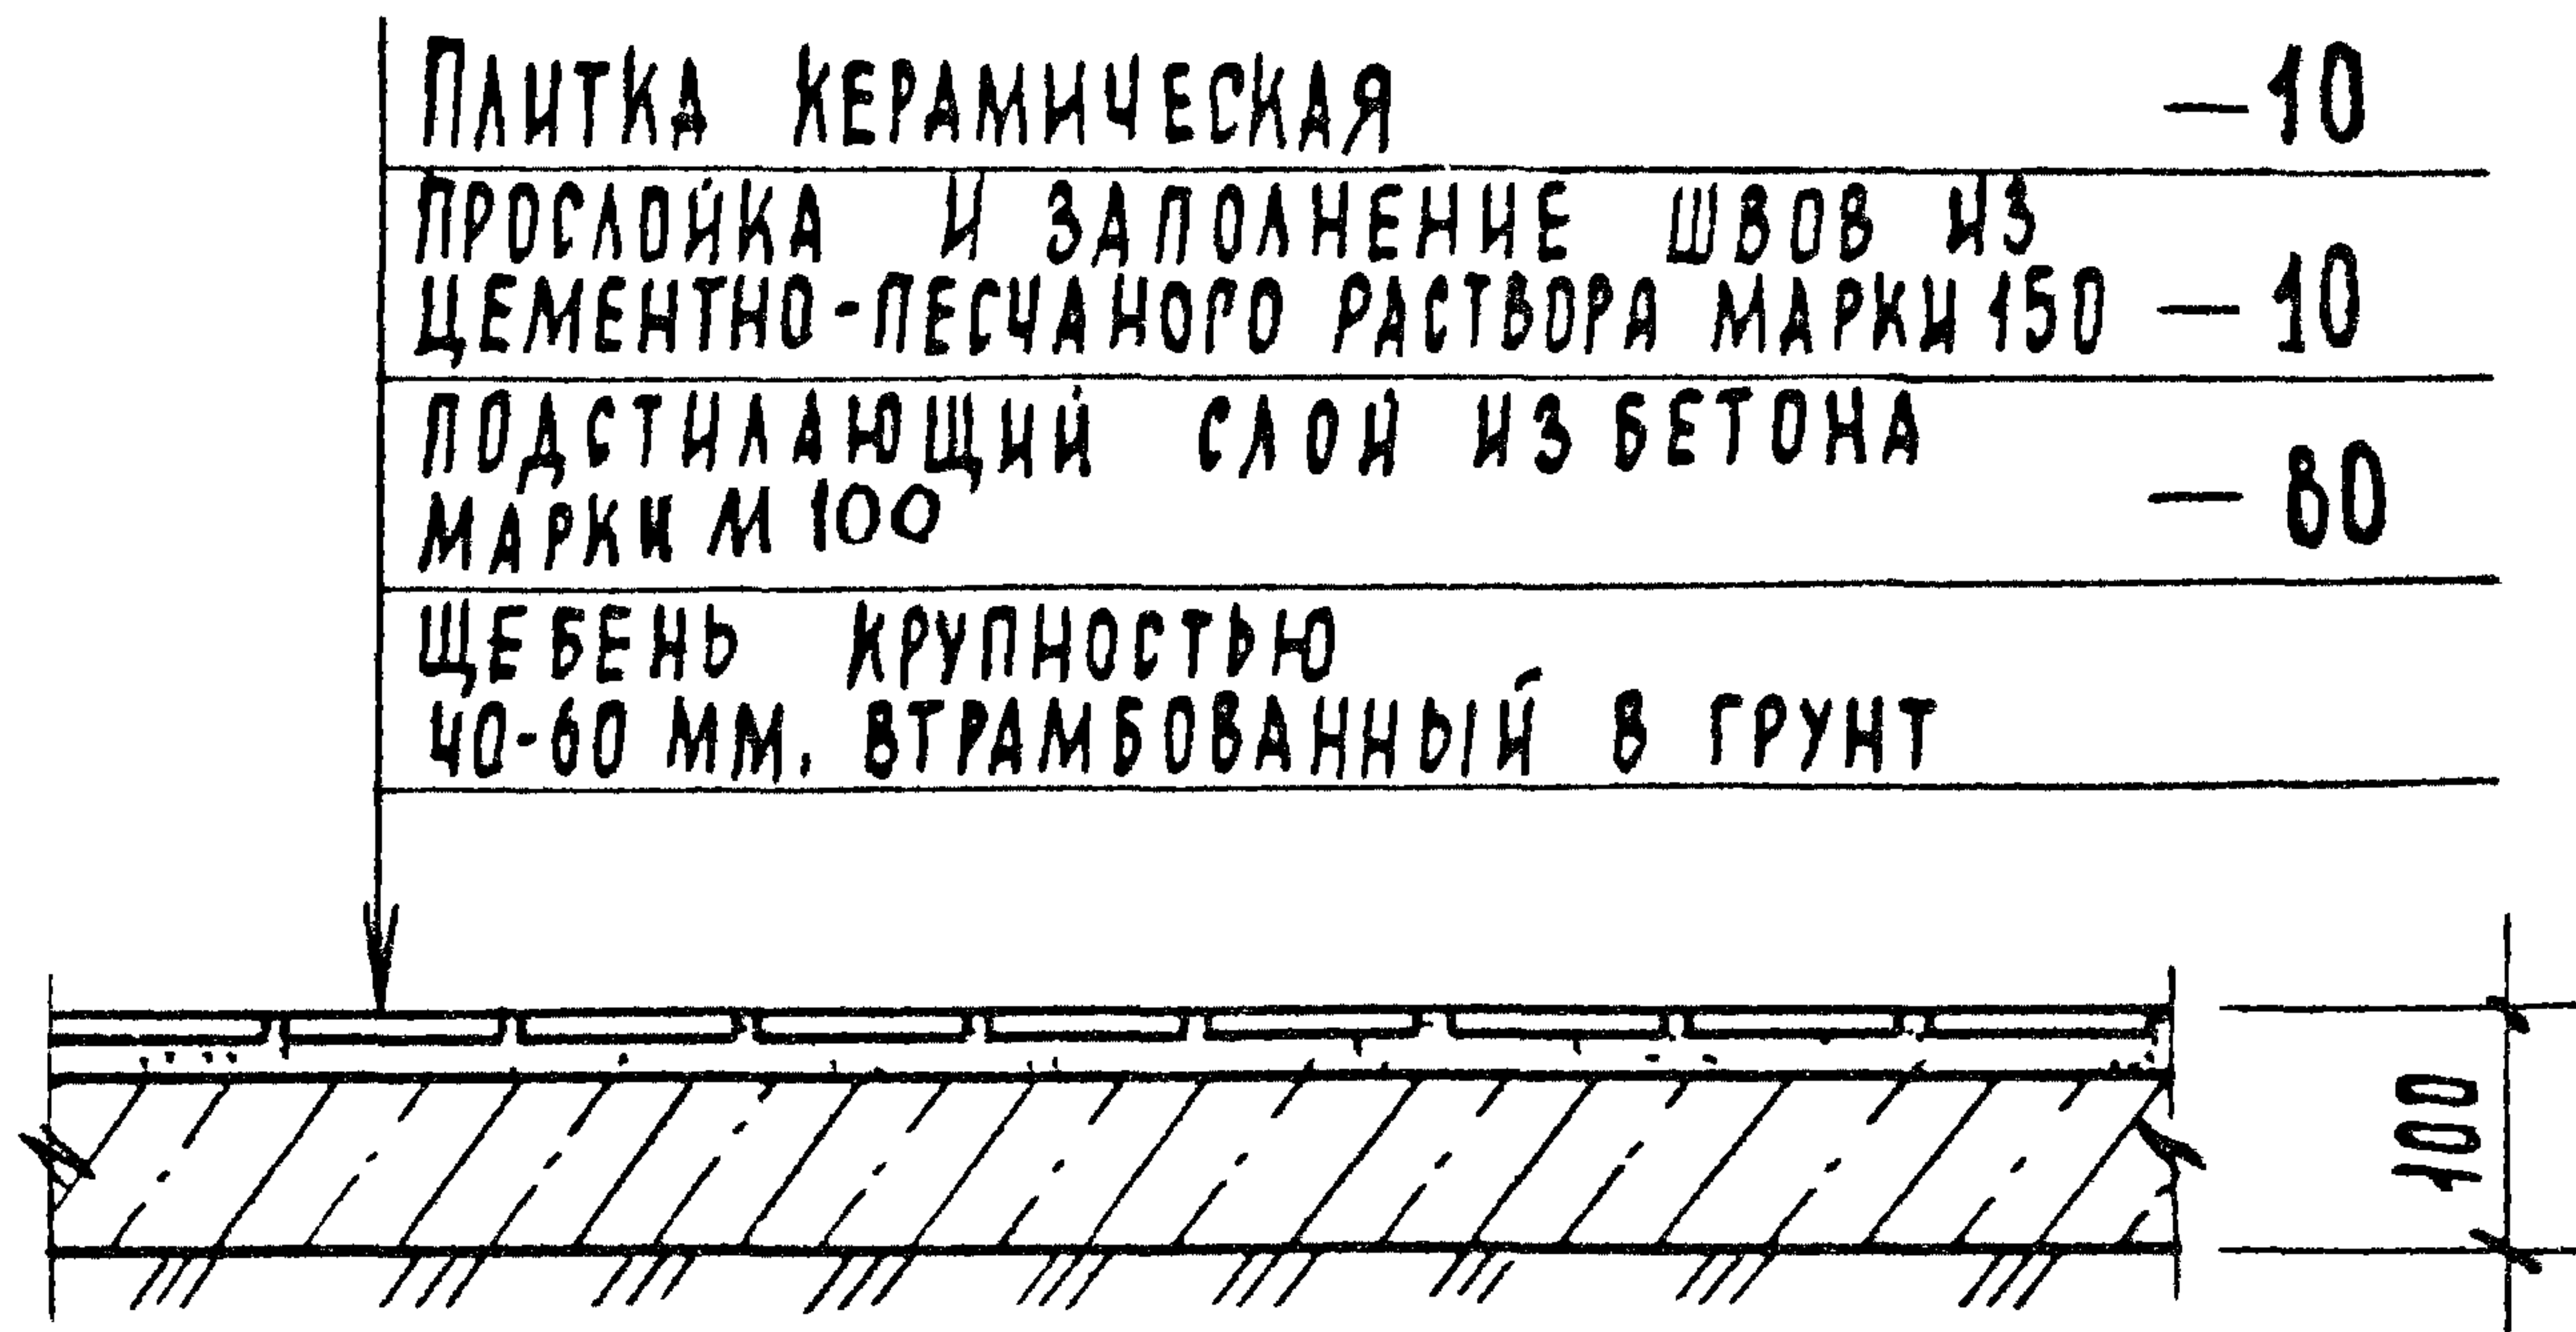 ПЛИТКА КЕРАМИЧЕСКАЯ — 10
ПРОСЛОЙКА И ЗАПОЛНЕНИЕ ШВОВ ИЗ
ЦЕМЕНТНО-ПЕСЧАНОГО РАСТВОРА МАРКИ 150 — 10
ПОДСТИЛАЮЩИЙ СЛОЙ ИЗ БЕТОНА
МАРКИ М 100 — 80
ЩЕБЕНЬ КРУПНОСТЬЮ
40-60 ММ, ВТРАМБОВАННЫЙ В ГРУНТ
100